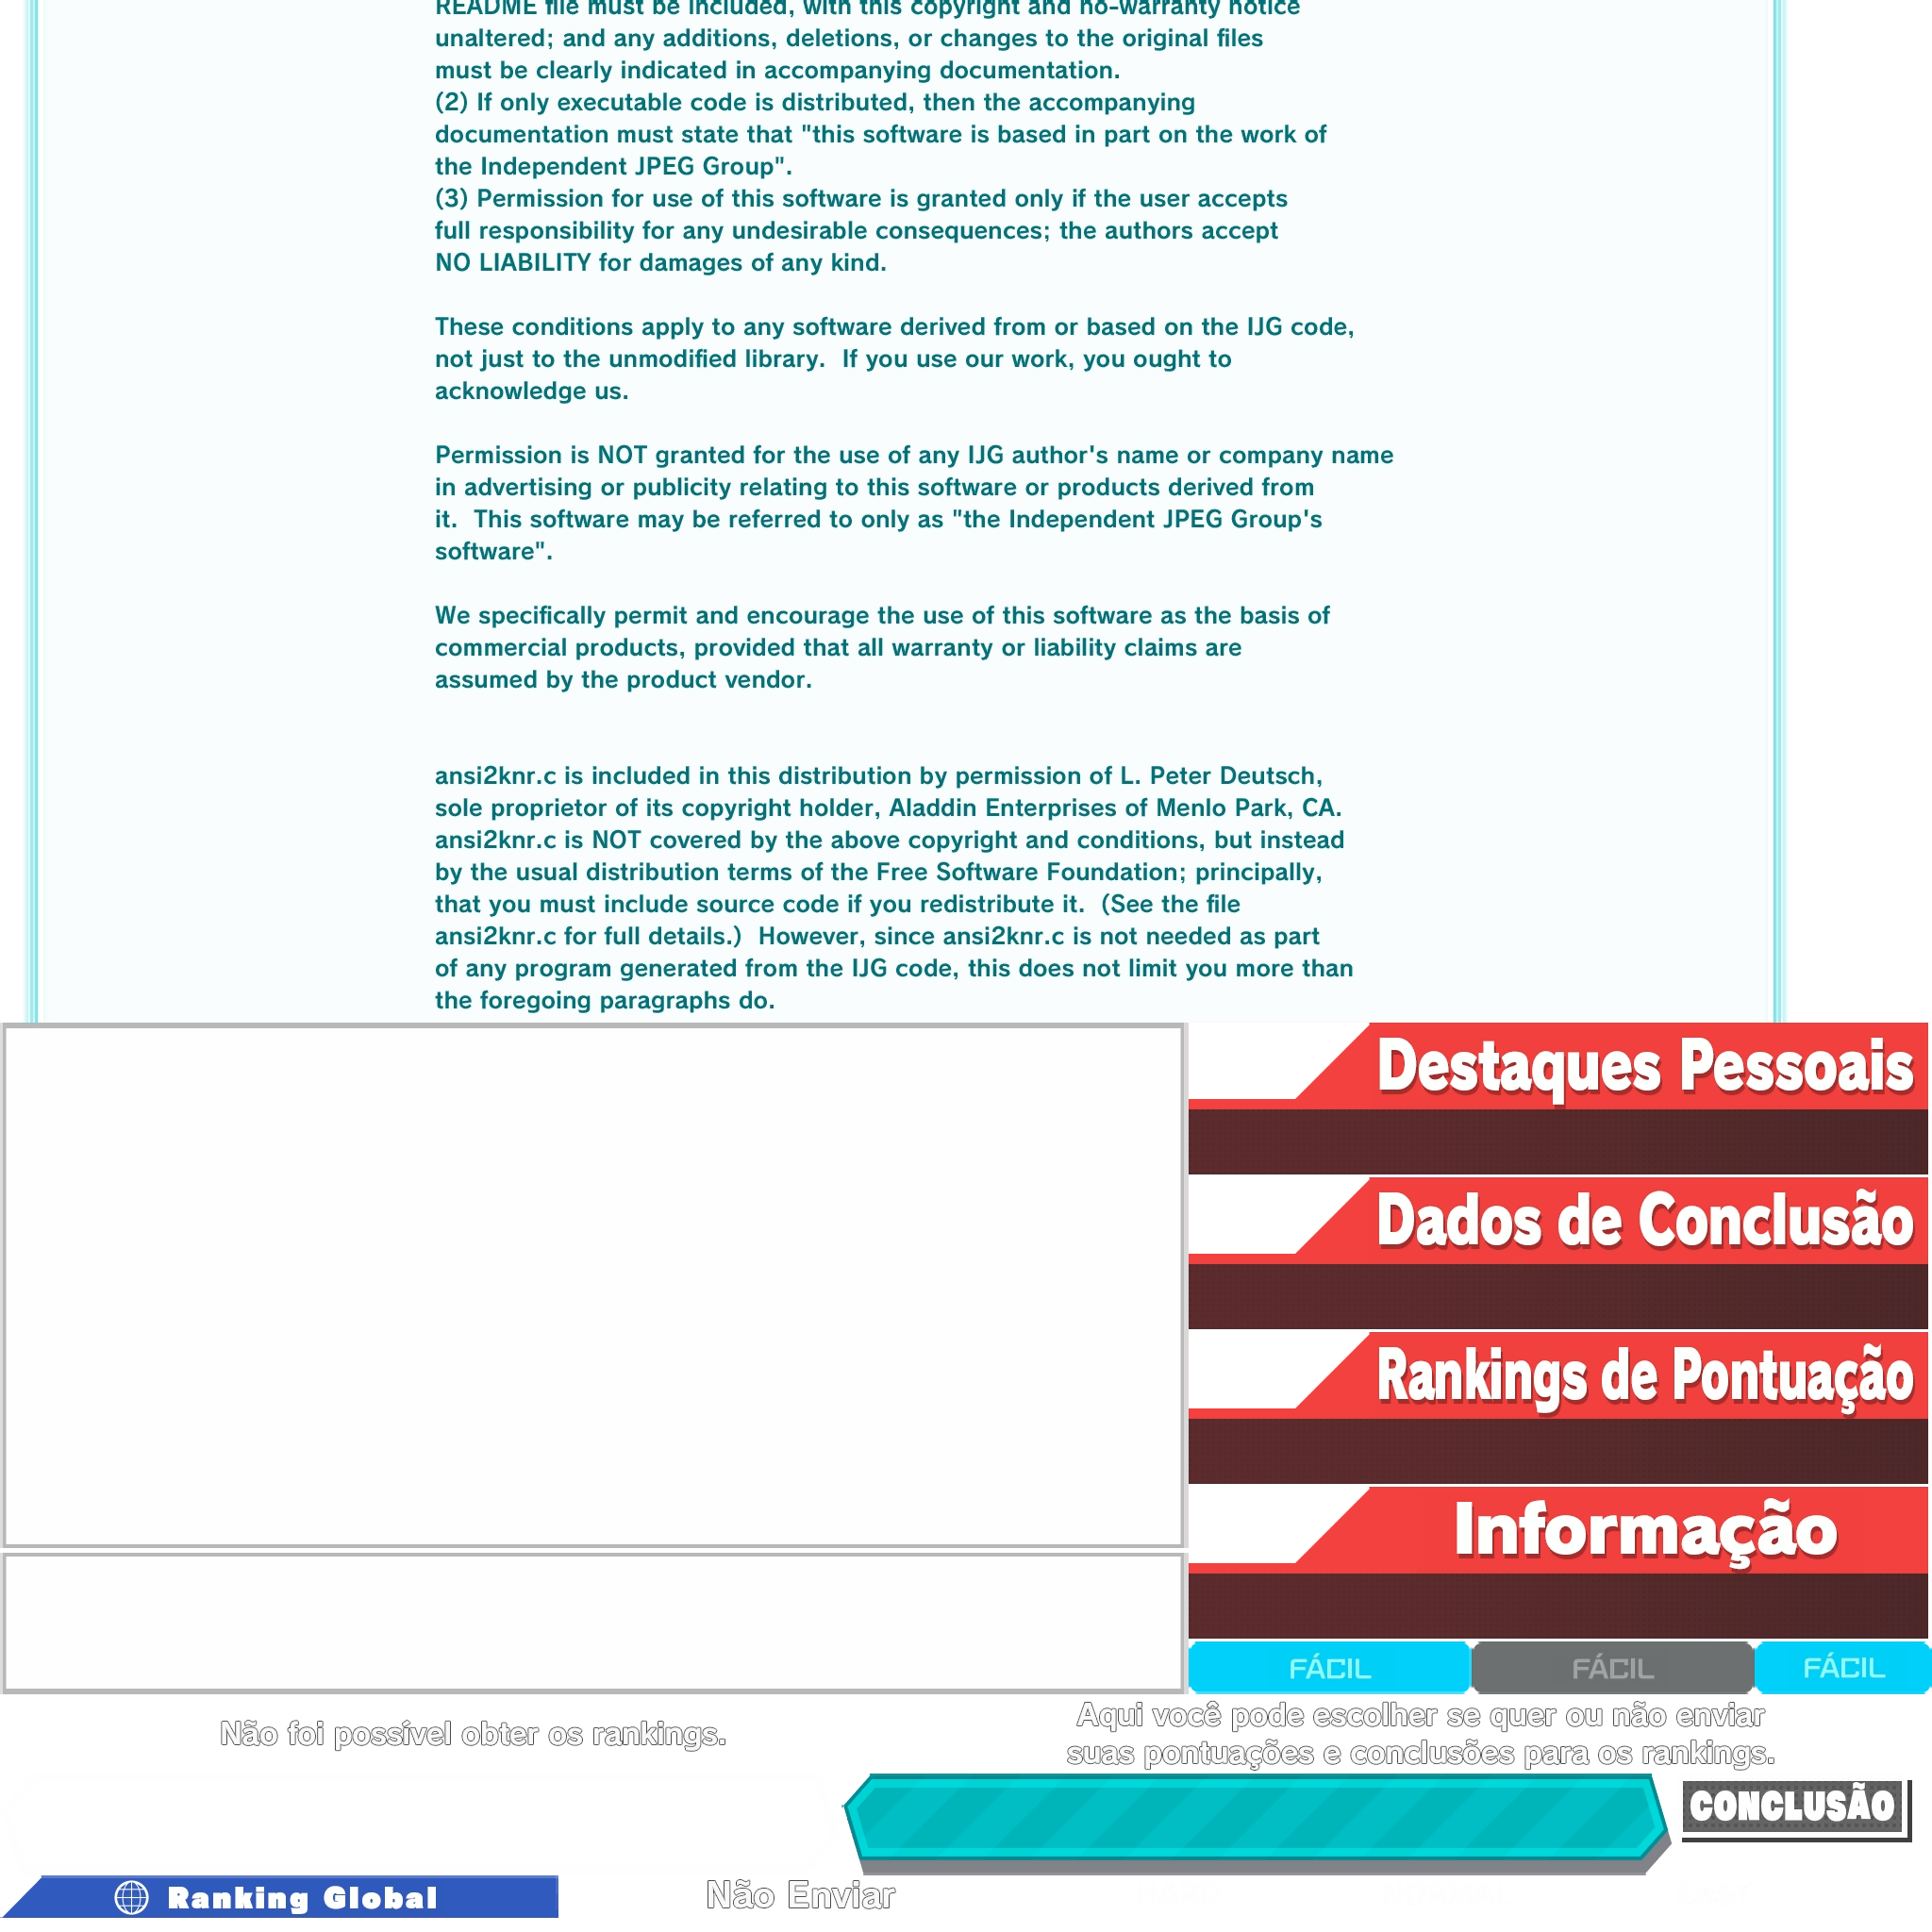 README file must be included, with this copyright and no-warranty notice
unaltered; and any additions, deletions, or changes to the original files
must be clearly indicated in accompanying documentation.
(2) If only executable code is distributed, then the accompanying
documentation must state that "this software is based in part on the work of
the Independent JPEG Group".
(3) Permission for use of this software is granted only if the user accepts
full responsibility for any undesirable consequences; the authors accept
NO LIABILITY for damages of any kind.
These conditions apply to any software derived from or based on the IJG code,
not just to the unmodified library.  If you use our work, you ought to
acknowledge us.
Permission is NOT granted for the use of any IJG author's name or company name
in advertising or publicity relating to this software or products derived from
it.  This software may be referred to only as "the Independent JPEG Group's
software".
We specifically permit and encourage the use of this software as the basis of
commercial products, provided that all warranty or liability claims are
assumed by the product vendor.
ansi2knr.c is included in this distribution by permission of L. Peter Deutsch,
sole proprietor of its copyright holder, Aladdin Enterprises of Menlo Park, CA.
ansi2knr.c is NOT covered by the above copyright and conditions, but instead
by the usual distribution terms of the Free Software Foundation; principally,
that you must include source code if you redistribute it.  (See the file
ansi2knr.c for full details.)  However, since ansi2knr.c is not needed as part
of any program generated from the IJG code, this does not limit you more than
the foregoing paragraphs do.
Destaques Pessoais
Dados de Conclusão
Rankings de Pontuação
Informação
FÁCIL
FÁCIL
FÁCIL
Não foi possível obter os rankings.
Aqui você pode escolher se quer ou não enviar
suas pontuações e conclusões para os rankings.
CONCLUSÃO
Ranking Global
Não Enviar